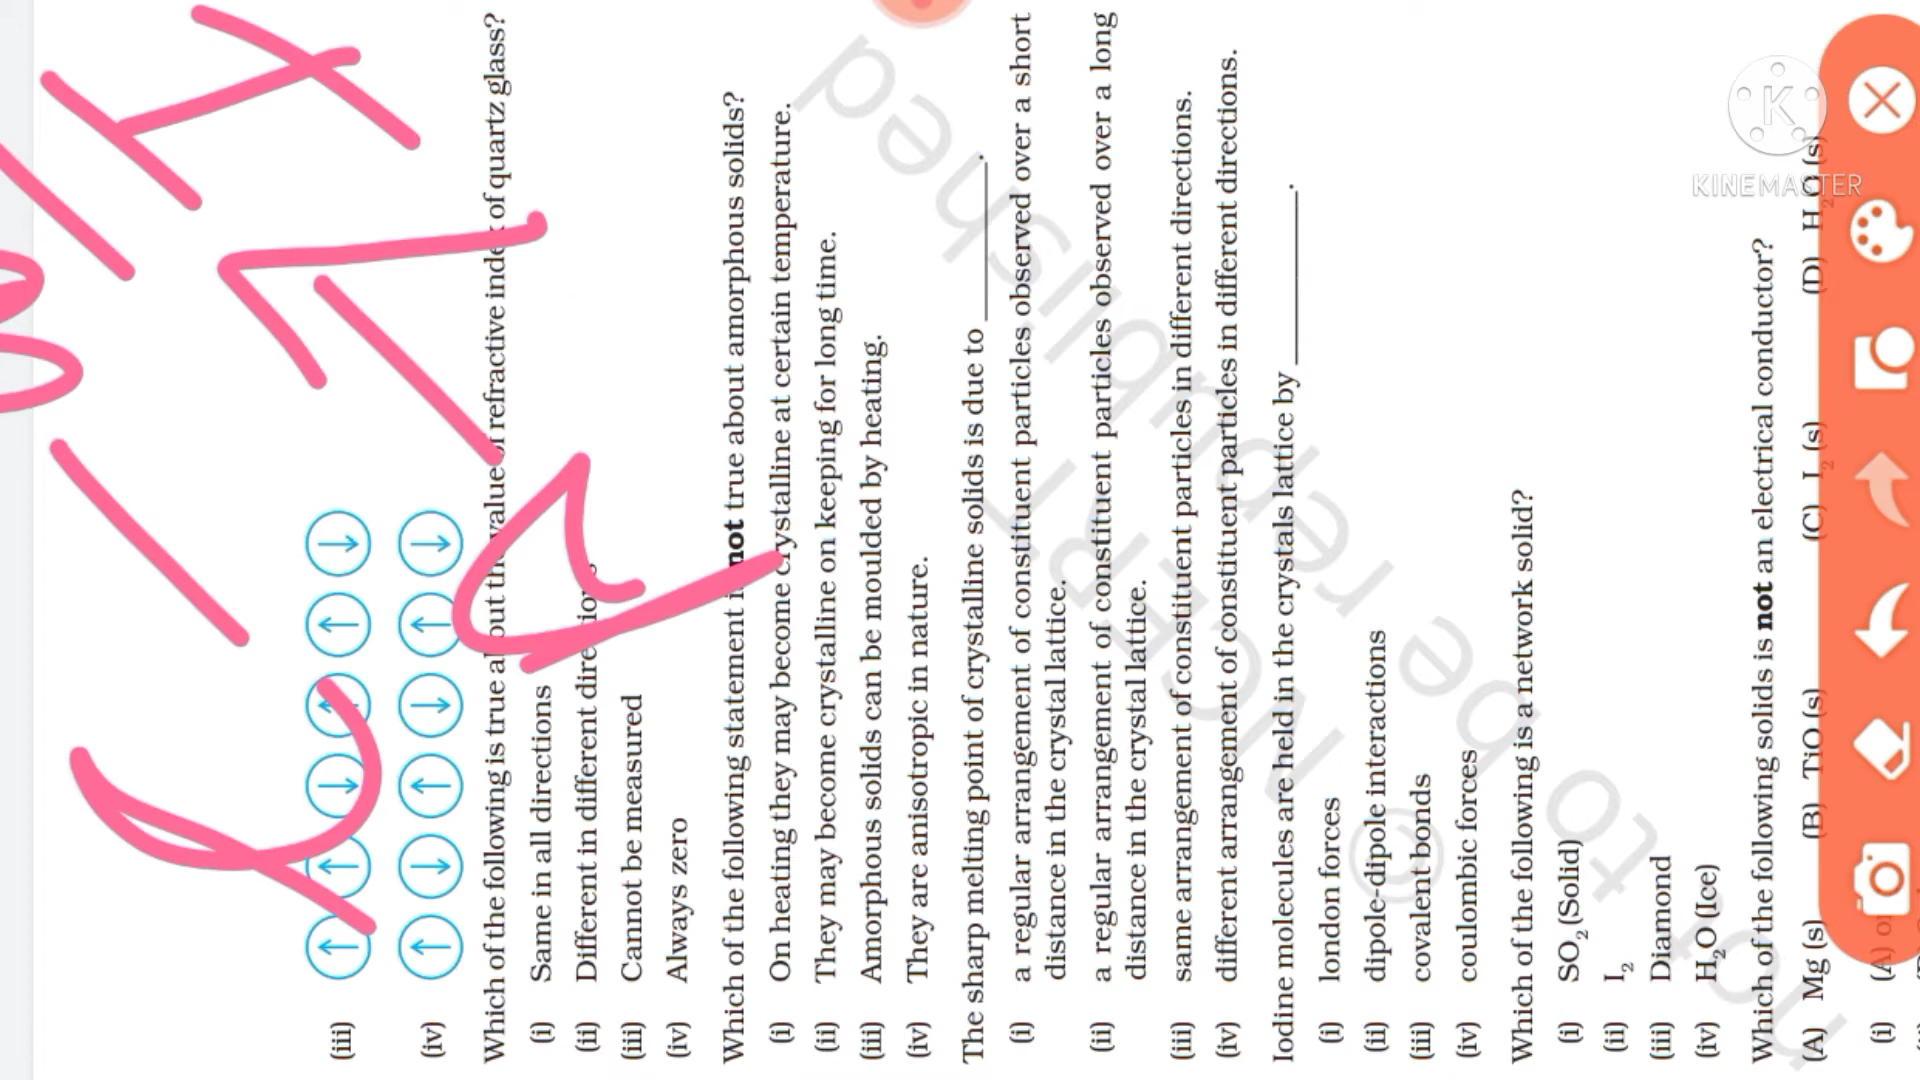 (iii) ↑ ↑ ↓ ↑ ↓
(iv) ↑ ↓ ↑ ↓ ↑ ↓
Which of the following is true about the value of refractive index of quartz glass?
(i) Same in all directions
(ii) Different in different directions
(iii) Cannot be measured
(iv) Always zero
Which of the following statement is not true about amorphous solids?
(i) On heating they may become crystalline at certain temperature.
(ii) They may become crystalline on keeping for long time.
(iii) Amorphous solids can be moulded by heating.
(iv) They are anisotropic in nature.
The sharp melting point of crystalline solids is due to ________.
(i) a regular arrangement of constituent particles observed over a short
distance in the crystal lattice.
(ii) a regular arrangement of constituent particles observed over a long
distance in the crystal lattice.
(iii) same arrangement of constituent particles in different directions.
(iv) different arrangement of constituent particles in different directions.
Iodine molecules are held in the crystals lattice by ________.
(i) london forces
(ii) dipole-dipole interactions
(iii) covalent bonds
(iv) coulombic forces
Which of the following is a network solid?
(i) SO₂ (Solid)
(ii) I₂
(iii) Diamond
(iv) H₂O (Ice)
Which of the following solids is not an electrical conductor?
(A) Mg (s) (B) TiO (s) (C) I₂ (s) (D) H₂O (s)
(i) (A)
© NCERT
not to be republished
K
KINEMASTER